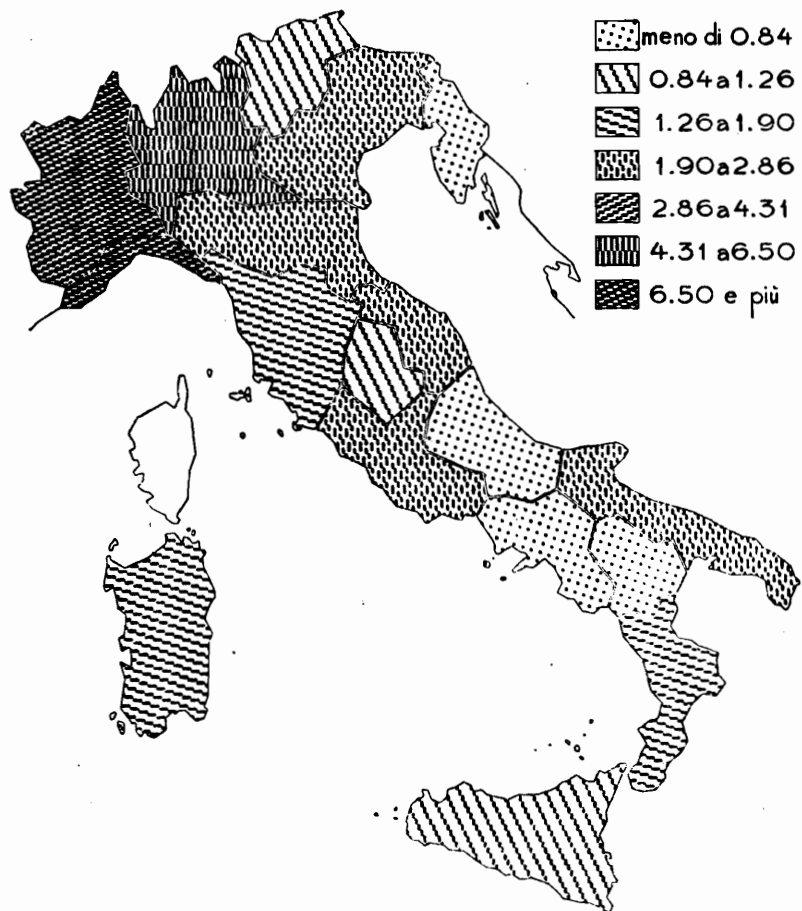 meno di 0.84
0.84 a 1.26
1.26 a 1.90
1.90 a 2.86
2.86 a 4.31
4.31 a 6.50
6.50 e più